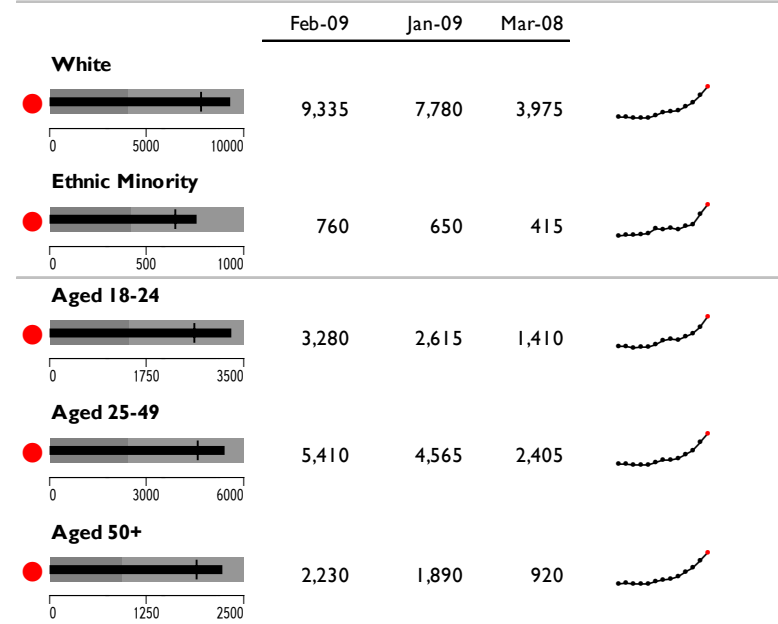 Feb-09 Jan-09 Mar-08
White
9,335 7,780 3,975
0 5000 10000
Ethnic Minority
760 650 415
0 500 1000
Aged 18-24
3,280 2,615 1,410
0 1750 3500
Aged 25-49
5,410 4,565 2,405
0 3000 6000
Aged 50+
2,230 1,890 920
0 1250 2500